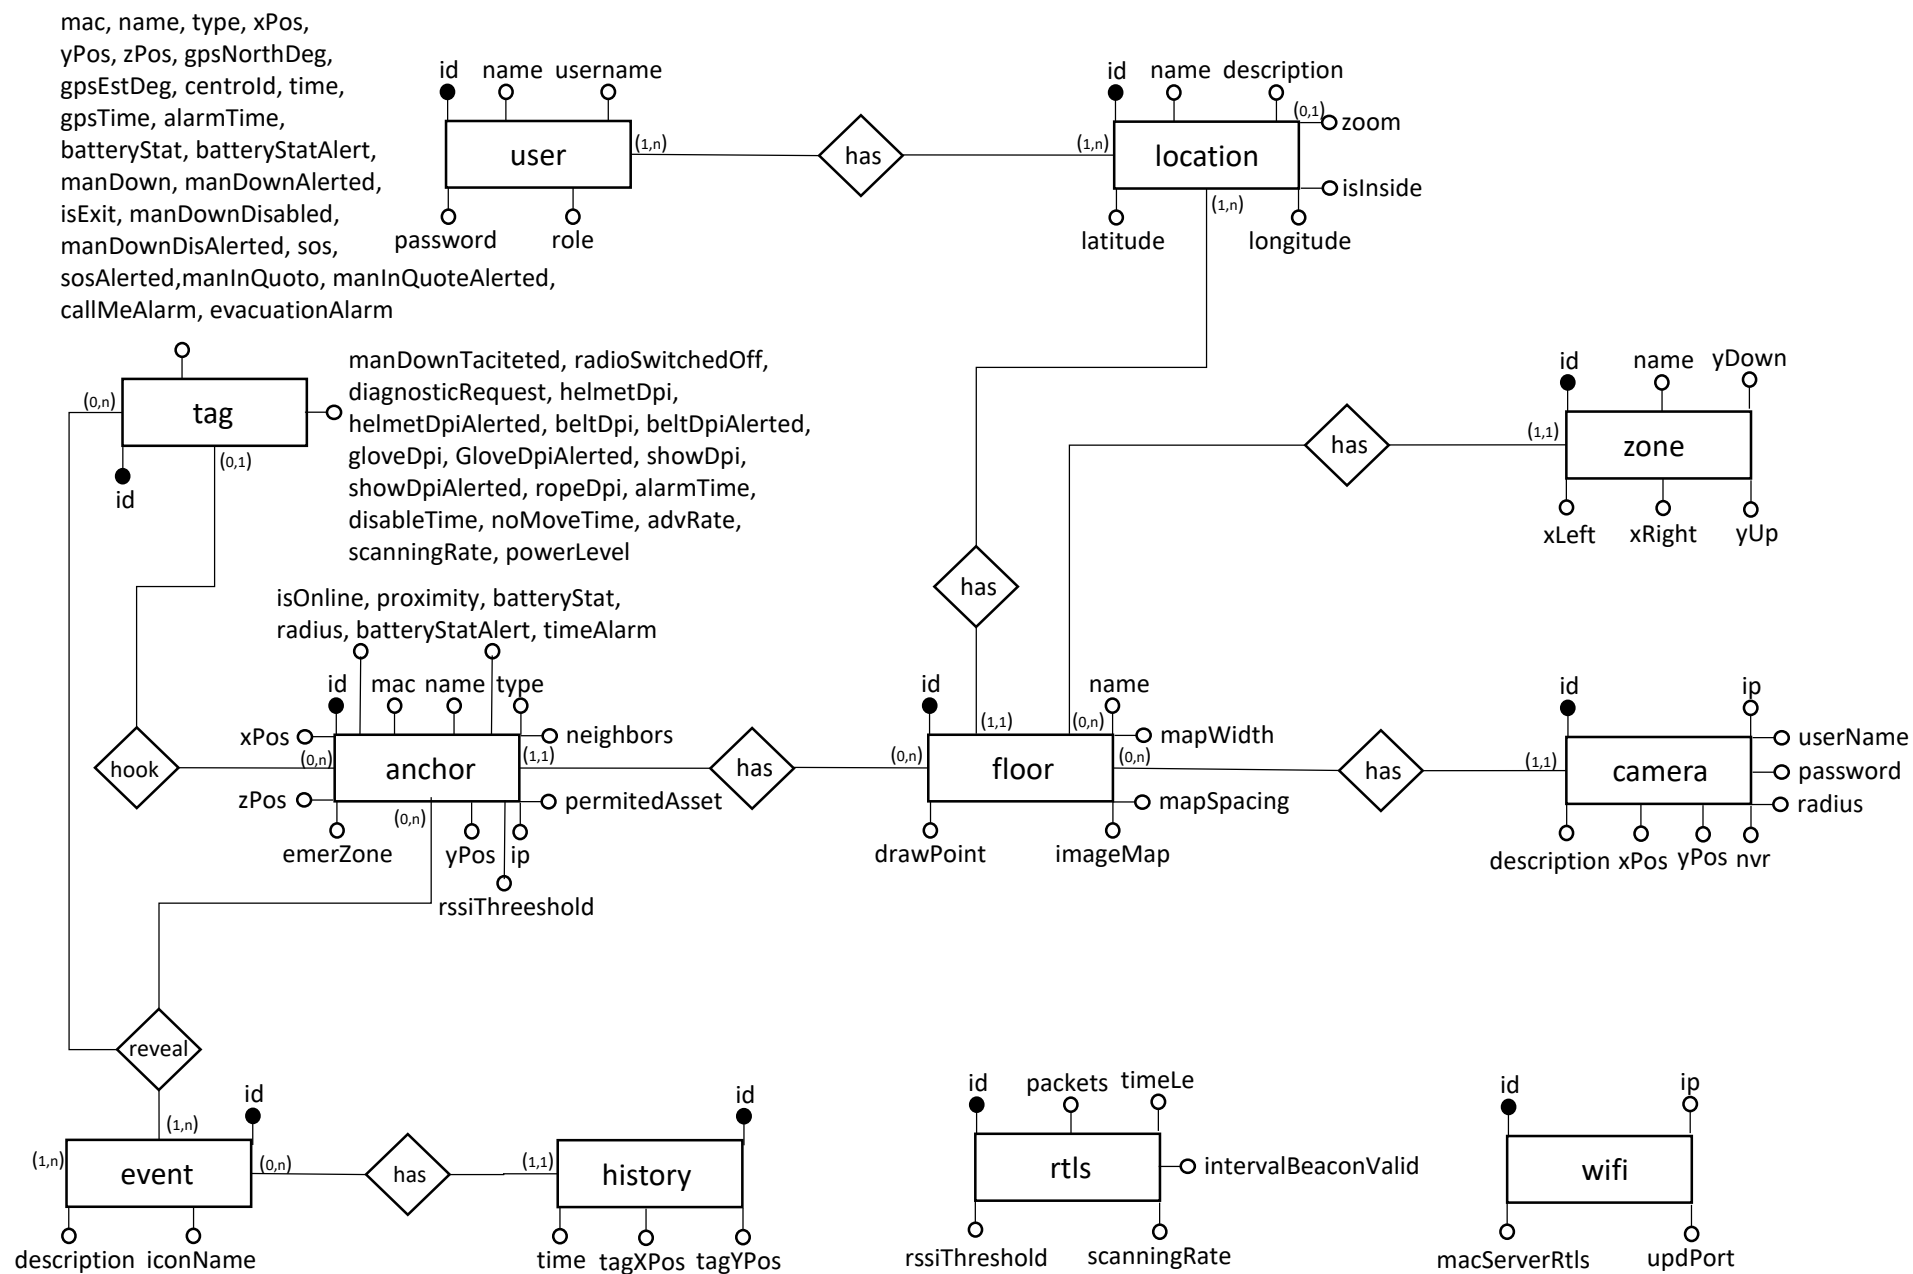 mac, name, type, xPos,
yPos, zPos, gpsNorthDeg,
gpsEstDeg, centroId, time,
gpsTime, alarmTime,
batteryStat, batteryStatAlert,
manDown, manDownAlerted,
isExit, manDownDisabled,
manDownDisAlerted, sos,
sosAlerted,manInQuoto, manInQuoteAlerted,
callMeAlarm, evacuationAlarm
id name username
user
(1,n)
password role
has
id name description
(0,1)
zoom
(1,n)
location
isInside
(1,n)
latitude longitude
(0,n)
tag
(0,1)
id
manDownTaciteted, radioSwitchedOff,
diagnosticRequest, helmetDpi,
helmetDpiAlerted, beltDpi, beltDpiAlerted,
gloveDpi, GloveDpiAlerted, showDpi,
showDpiAlerted, ropeDpi, alarmTime,
disableTime, noMoveTime, advRate,
scanningRate, powerLevel
id name yDown
has
(1,1)
zone
xLeft xRight yUp
has
isOnline, proximity, batteryStat,
radius, batteryStatAlert, timeAlarm
id mac name type
xPos
neighbors
(0,n)
anchor
(1,1)
hook
zPos
permitedAsset
(0,n)
emerZone yPos ip
rssiThreeshold
has
id name
(1,1)
(0,n)
mapWidth
(0,n)
floor
(0,n)
mapSpacing
drawPoint imageMap
has
id ip
userName
(1,1)
camera
password
radius
description xPos yPos nvr
reveal
id
(1,n)
(1,n)
event
(0,n)
description iconName
has
id
(1,1)
history
time tagXPos tagYPos
id packets timeLe
rtls
intervalBeaconValid
rssiThreshold scanningRate
id ip
wifi
macServerRtls updPort